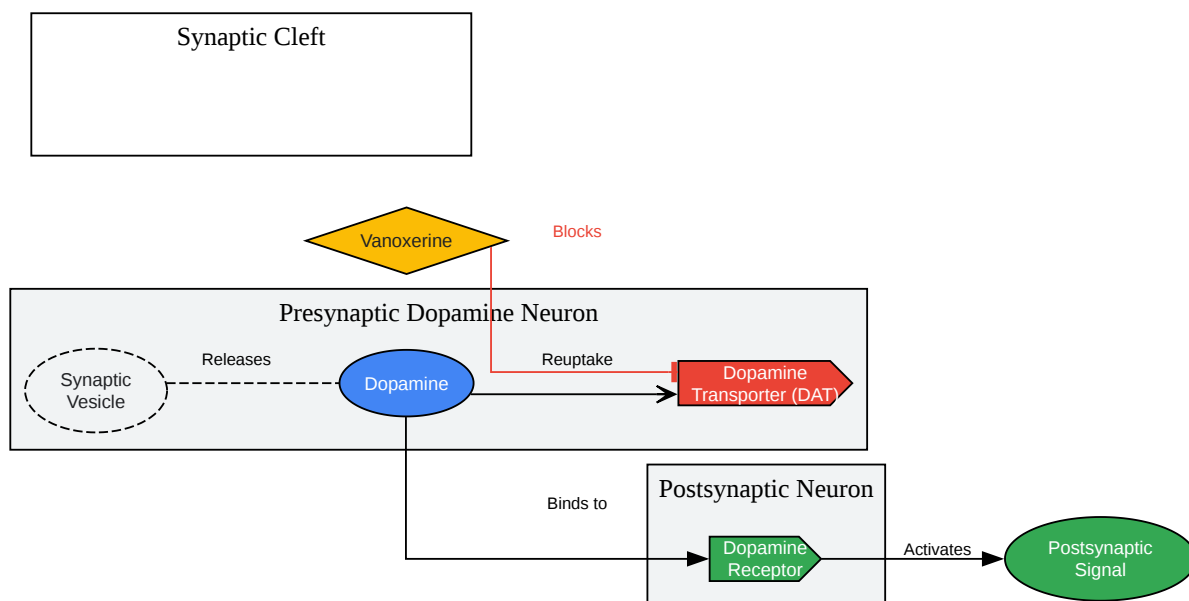 Synaptic Cleft
Vanoxerine
Blocks
Presynaptic Dopamine Neuron
Synaptic
Vesicle
Releases
Dopamine
Reuptake
Dopamine
Transporter (DAT)
Binds to
Postsynaptic Neuron
Dopamine
Receptor
Activates
Postsynaptic
Signal